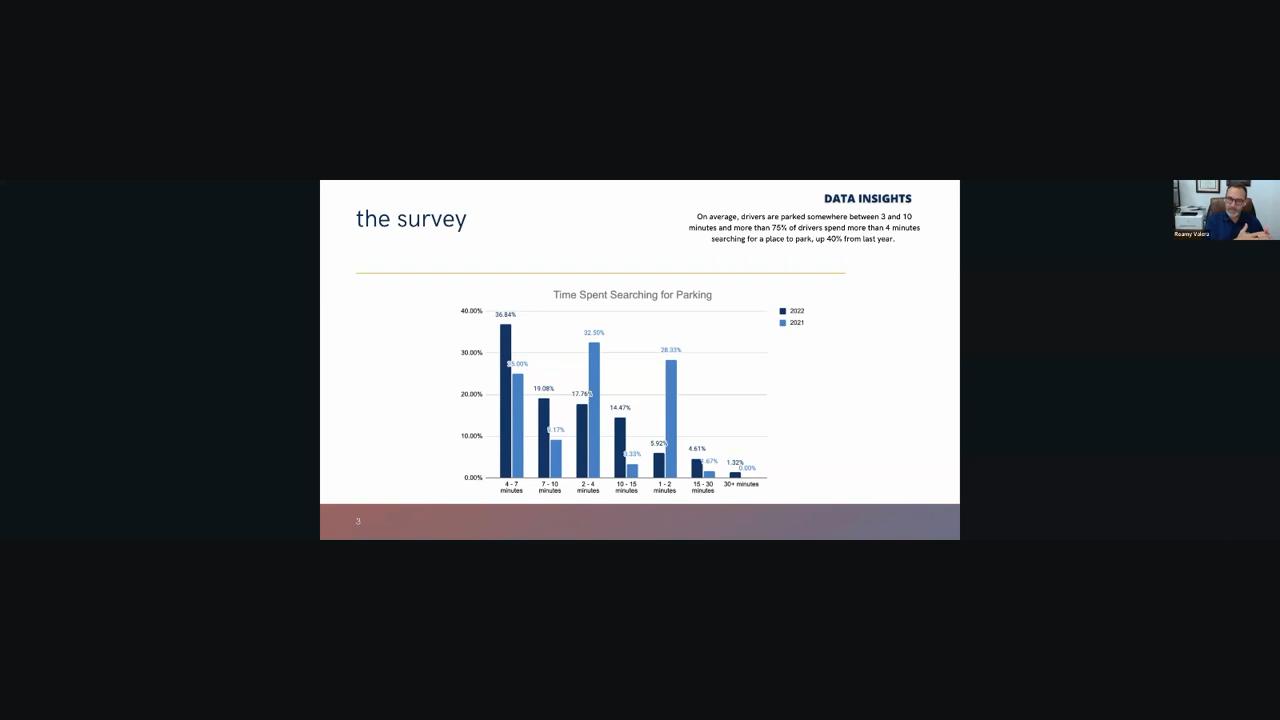 the survey
DATA INSIGHTS
On average, drivers are parked somewhere between 3 and 10
minutes and more than 75% of drivers spend more than 4 minutes
searching for a place to park, up 40% from last year.
Roamy Valera
Time Spent Searching for Parking
2022
2021
40.00%
30.00%
20.00%
10.00%
0.00%
36.84%
19.08%
32.50%
17.76%
14.47%
5.92%
28.33%
4.61%
1.32%
0.00%
4 - 7
minutes
7 - 10
minutes
2 - 4
minutes
10 - 15
minutes
1 - 2
minutes
15 - 30
minutes
30+ minutes
3